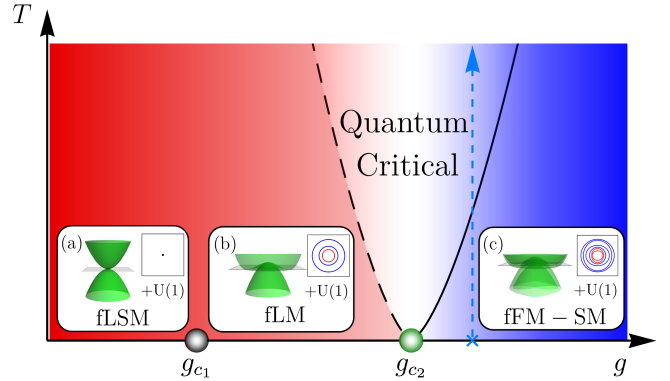 T
Quantum
Critical
(a)
+U(1)
fLSM
(b)
+U(1)
fLM
(c)
+U(1)
fFM − SM
g_{c_1}
g_{c_2}
g